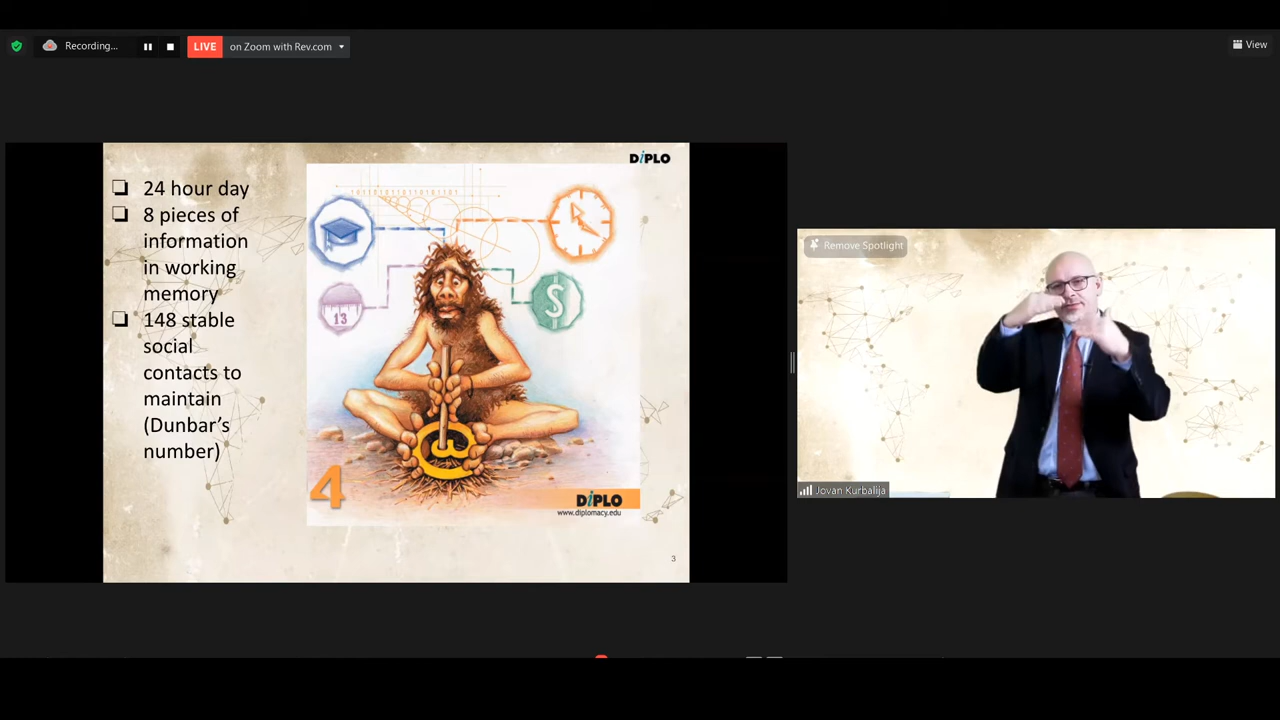 Recording...
LIVE
on Zoom with Rev.com
View
DiPLO
❑ 24 hour day
❑ 8 pieces of
information
in working
memory
❑ 148 stable
social
contacts to
maintain
(Dunbar’s
number)
13
$
@
4
DiPLO
www.diplomacy.edu
3
Remove Spotlight
Jovan Kurbalija